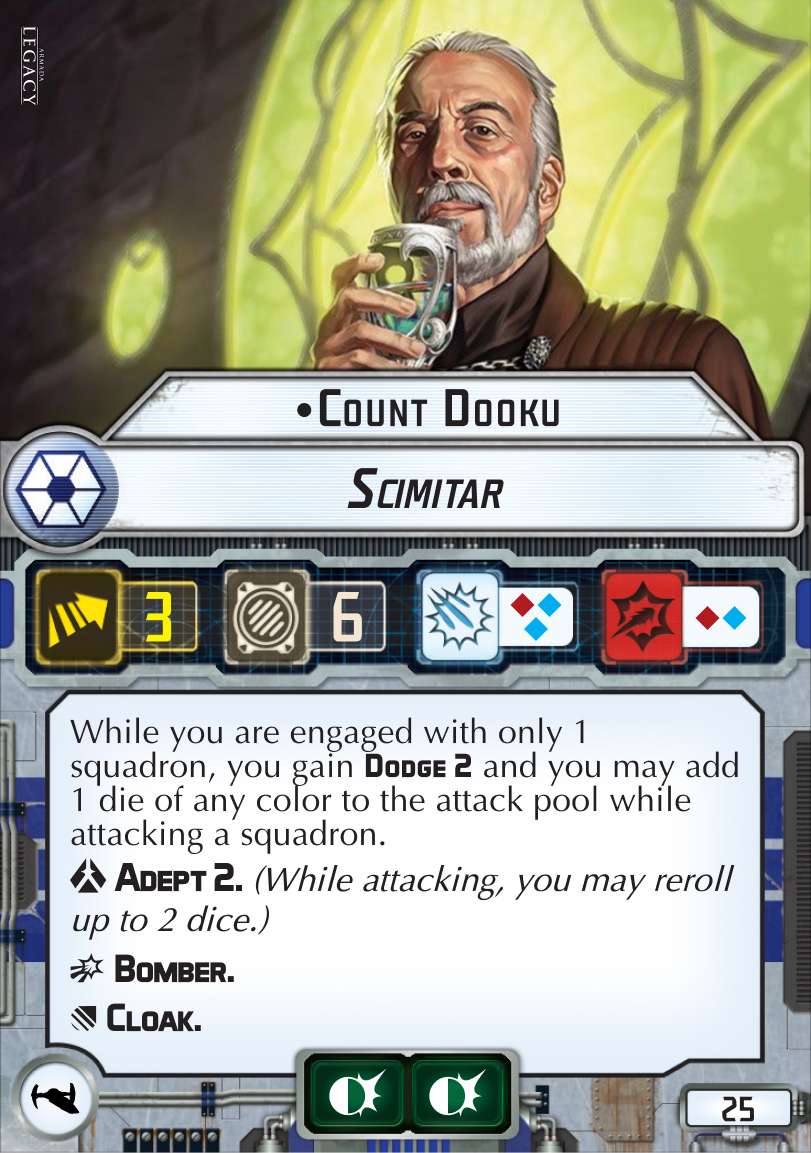 ARMADA
LEGACY
•Count Dooku
Scimitar
3
6
While you are engaged with only 1
squadron, you gain Dodge 2 and you may add
1 die of any color to the attack pool while
attacking a squadron.
Adept 2. (While attacking, you may reroll
up to 2 dice.)
Bomber.
Cloak.
25